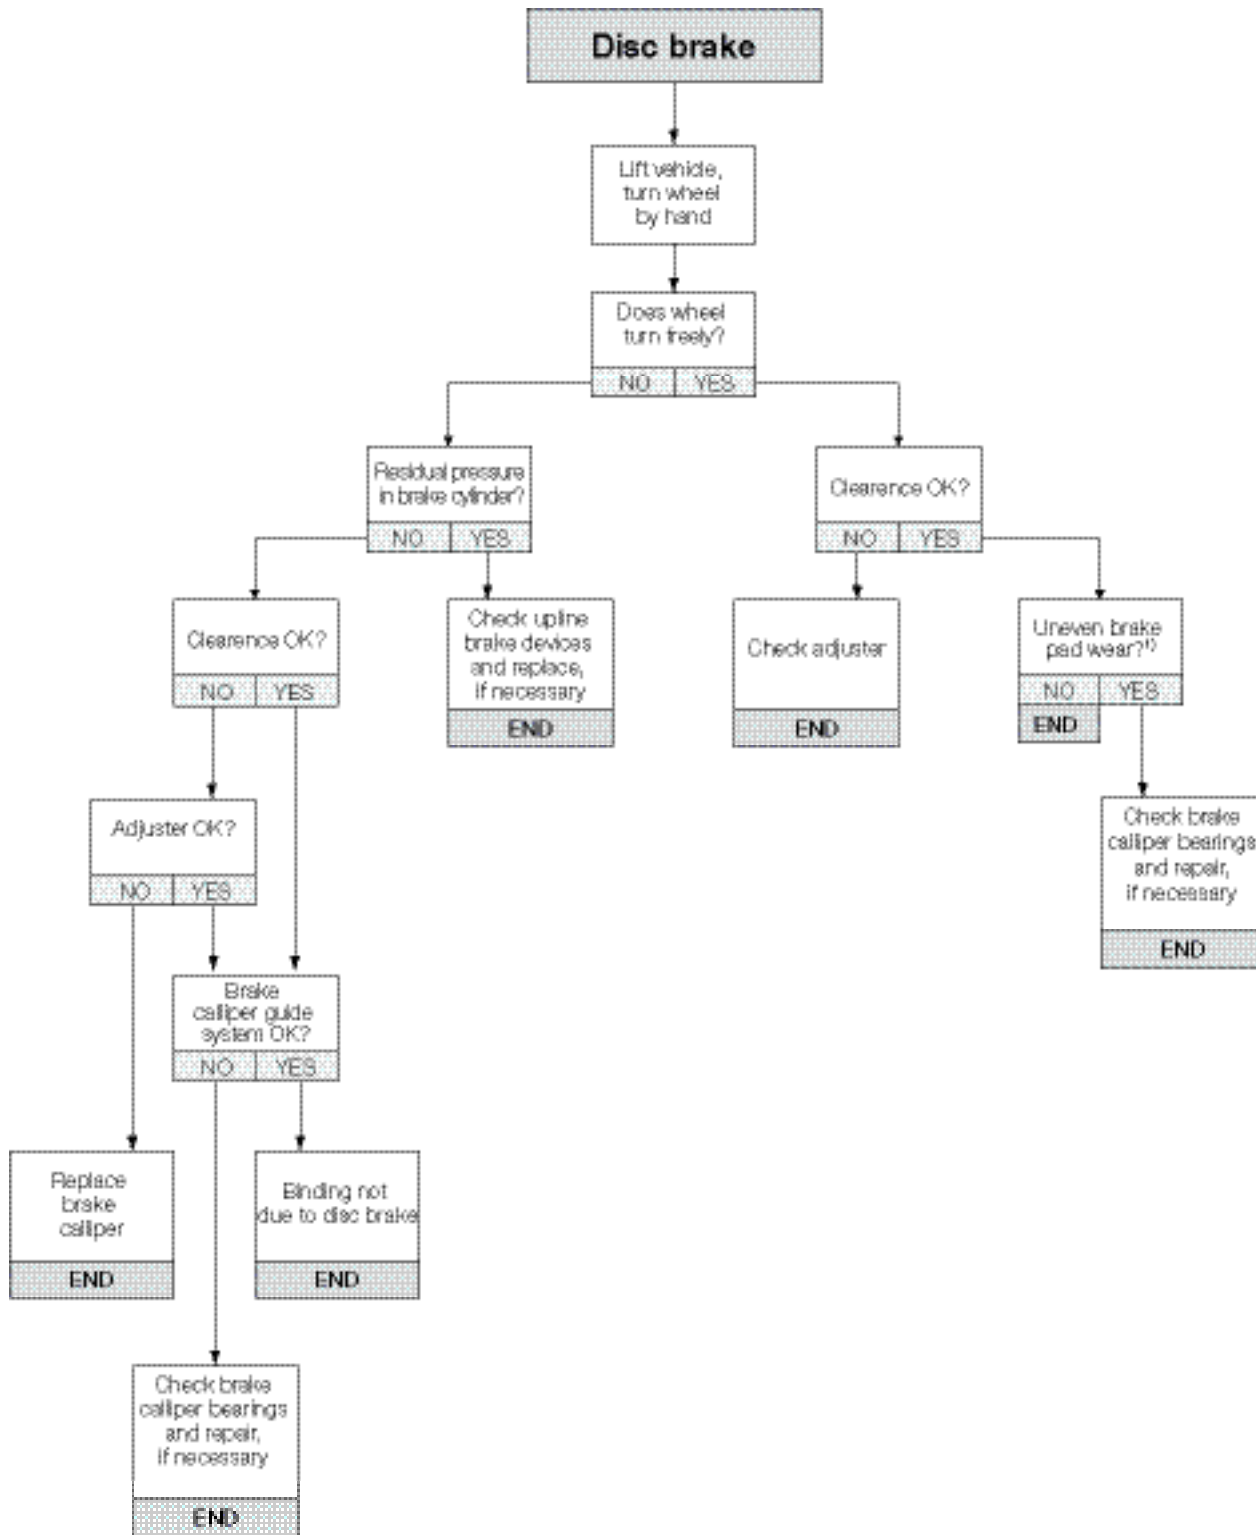 Disc brake
Lift vehicle,
turn wheel
by hand
Does wheel
turn freely?
NO YES
Residual pressure
in brake cylinder?
NO YES
Clearence OK?
NO YES
Clearence OK?
NO YES
Check upline
brake devices
and replace,
if necessary
END
Check adjuster
END
Uneven brake
pad wear?¹⁾
NO YES
END
Adjuster OK?
NO YES
Check brake
calliper bearings
and repair,
if necessary
END
Brake
calliper guide
system OK?
NO YES
Replace
brake
calliper
END
Binding not
due to disc brake
END
Check brake
calliper bearings
and repair,
if necessary
END